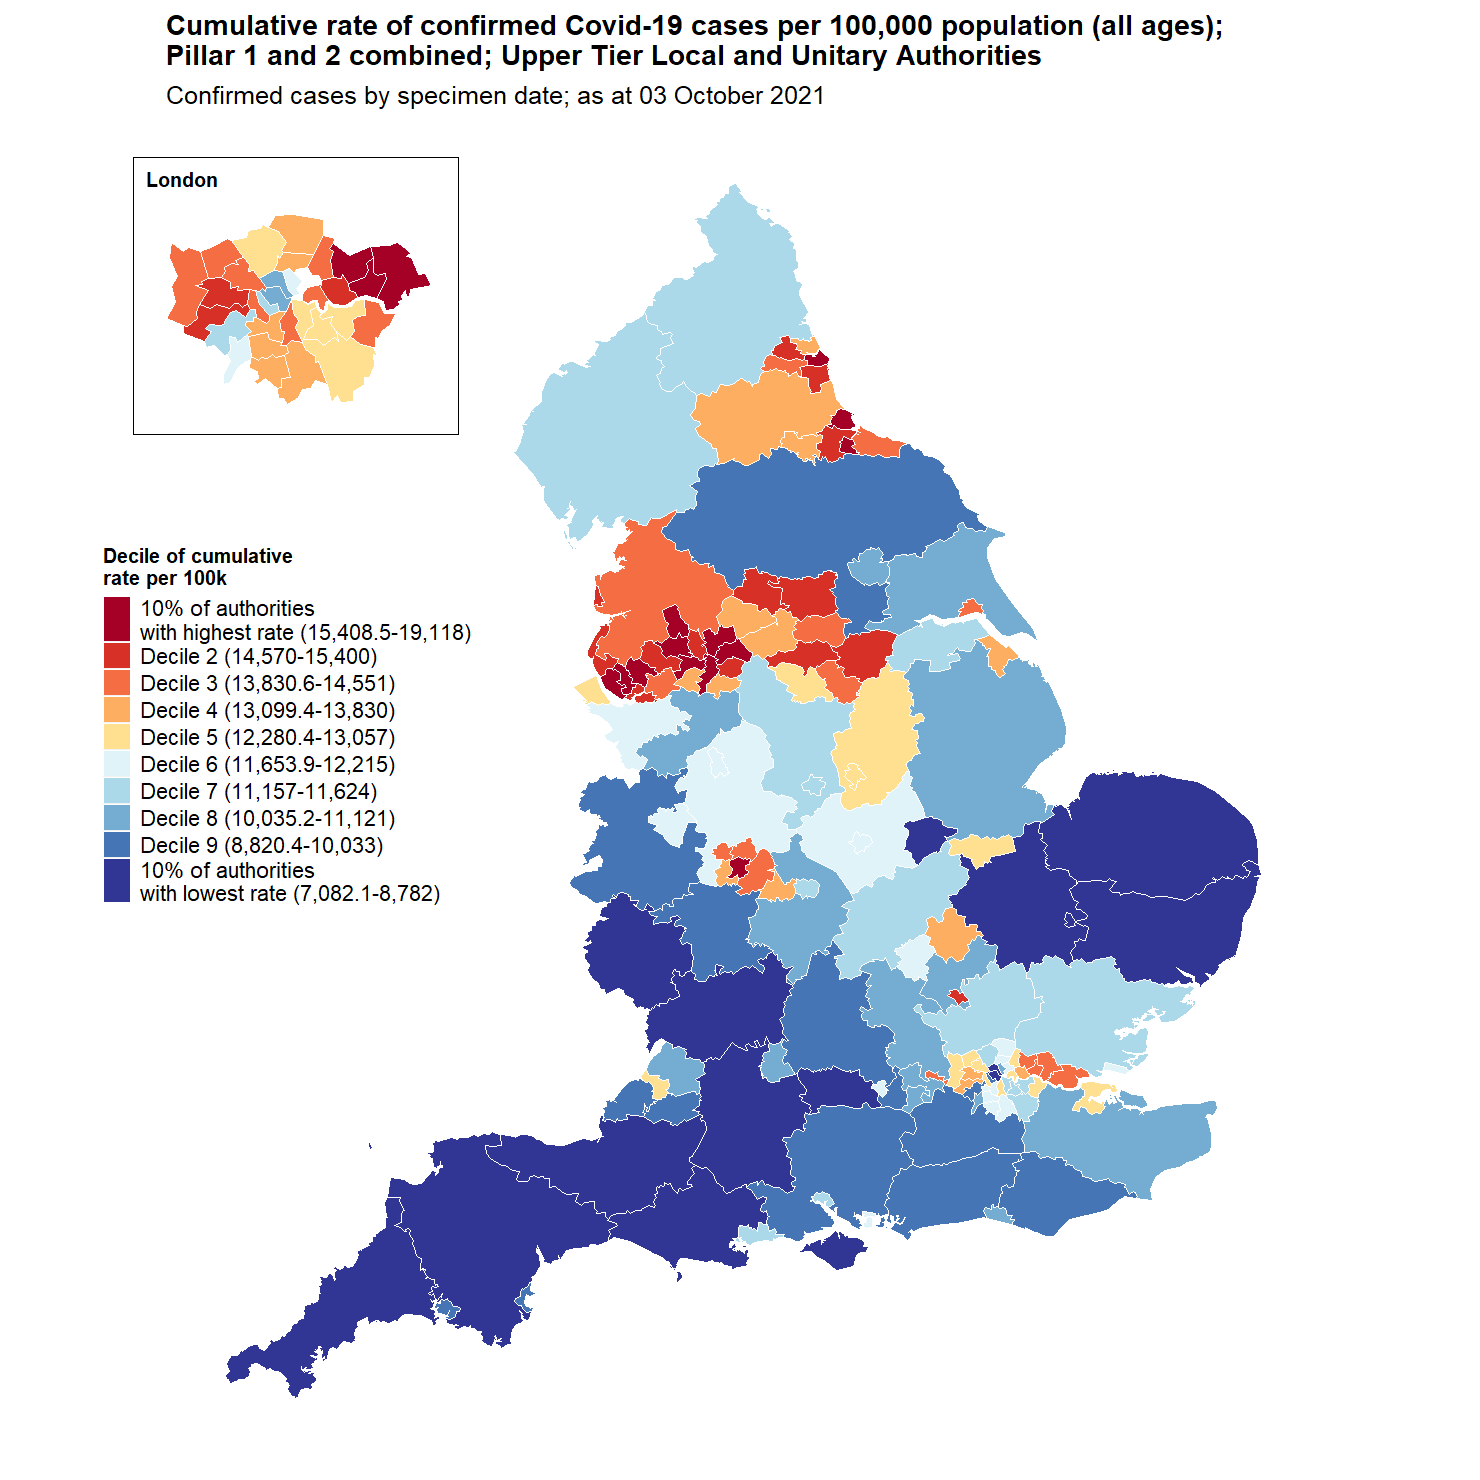 Cumulative rate of confirmed Covid-19 cases per 100,000 population (all ages);
Pillar 1 and 2 combined; Upper Tier Local and Unitary Authorities
Confirmed cases by specimen date; as at 03 October 2021
London
Decile of cumulative
rate per 100k
10% of authorities
with highest rate (15,408.5-19,118)
Decile 2 (14,570-15,400)
Decile 3 (13,830.6-14,551)
Decile 4 (13,099.4-13,830)
Decile 5 (12,280.4-13,057)
Decile 6 (11,653.9-12,215)
Decile 7 (11,157-11,624)
Decile 8 (10,035.2-11,121)
Decile 9 (8,820.4-10,033)
10% of authorities
with lowest rate (7,082.1-8,782)